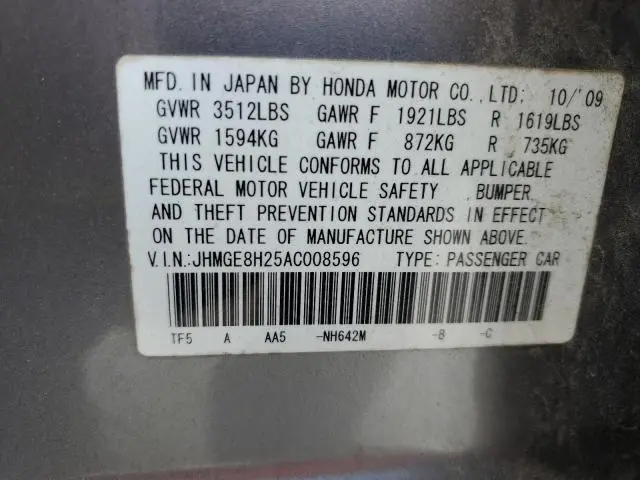 MFD. IN JAPAN BY HONDA MOTOR CO., LTD: 10/'09
GVWR 3512LBS GAWR F 1921LBS R 1619LBS
GVWR 1594KG GAWR F 872KG R 735KG
THIS VEHICLE CONFORMS TO ALL APPLICABLE
FEDERAL MOTOR VEHICLE SAFETY , BUMPER,
AND THEFT PREVENTION STANDARDS IN EFFECT
ON THE DATE OF MANUFACTURE SHOWN ABOVE.
V.I.N.:JHMGE8H25AC008596 TYPE: PASSENGER CAR
TF5 A AA5 -NH642M -B -C